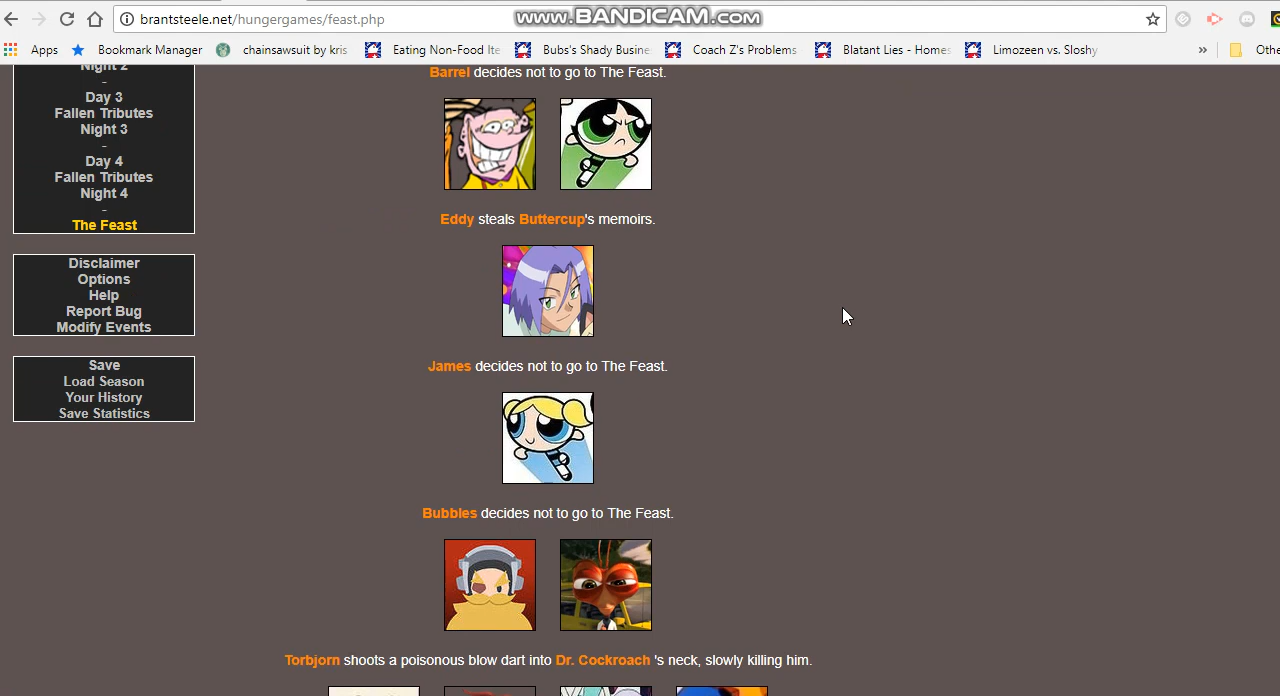 brantsteele.net/hungergames/feast.php
www.BANDICAM.com
Apps Bookmark Manager chainsawsuit by kris Eating Non-Food Ite Bubs's Shady Busine Coach Z's Problems Blatant Lies - Homes Limozeen vs. Sloshy » Othe
Night 2
-
Day 3
Fallen Tributes
Night 3
-
Day 4
Fallen Tributes
Night 4
-
The Feast
Disclaimer
Options
Help
Report Bug
Modify Events
Save
Load Season
Your History
Save Statistics
Barrel decides not to go to The Feast.
Eddy steals Buttercup's memoirs.
James decides not to go to The Feast.
Bubbles decides not to go to The Feast.
Torbjorn shoots a poisonous blow dart into Dr. Cockroach 's neck, slowly killing him.